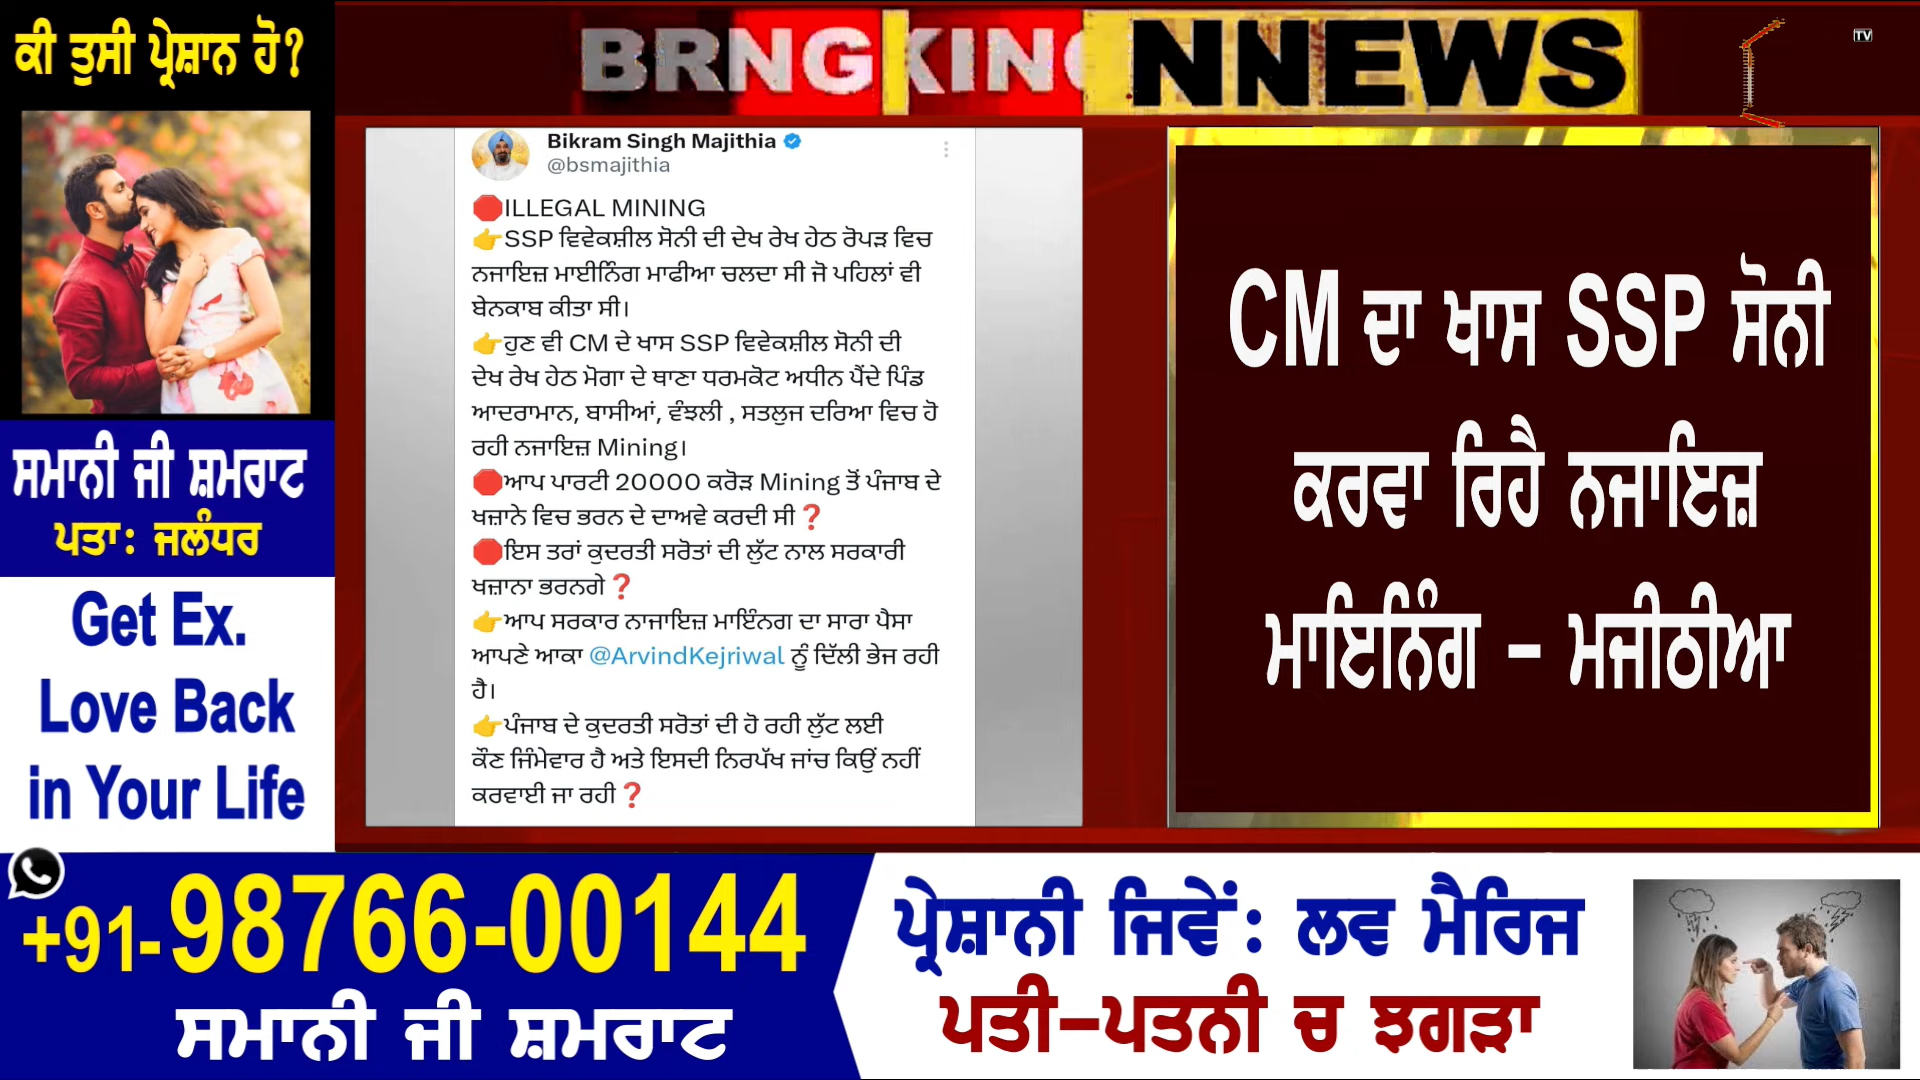 ਕੀ ਤੁਸੀ ਪ੍ਰੇਸ਼ਾਨ ਹੋ?
ਸਮਾਨੀ ਜੀ ਸ਼ਮਰਾਟ
ਪਤਾ: ਜਲੰਧਰ
Get Ex.
Love Back
in Your Life
BRNGKING NNEWS
TV
Bikram Singh Majithia
@bsmajithia
🛑ILLEGAL MINING
👉SSP ਵਿਵੇਕਸ਼ੀਲ ਸੋਨੀ ਦੀ ਦੇਖ ਰੇਖ ਹੇਠ ਰੋਪੜ ਵਿਚ
ਨਜਾਇਜ਼ ਮਾਈਨਿੰਗ ਮਾਫੀਆ ਚਲਦਾ ਸੀ ਜੋ ਪਹਿਲਾਂ ਵੀ
ਬੇਨਕਾਬ ਕੀਤਾ ਸੀ।
👉ਹੁਣ ਵੀ CM ਦੇ ਖਾਸ SSP ਵਿਵੇਕਸ਼ੀਲ ਸੋਨੀ ਦੀ
ਦੇਖ ਰੇਖ ਹੇਠ ਮੋਗਾ ਦੇ ਥਾਣਾ ਧਰਮਕੋਟ ਅਧੀਨ ਪੈਂਦੇ ਪਿੰਡ
ਆਦਰਾਮਾਨ, ਬਾਸੀਆਂ, ਵੰਝਲੀ , ਸਤਲੁਜ ਦਰਿਆ ਵਿਚ ਹੋ
ਰਹੀ ਨਜਾਇਜ਼ Mining।
🛑ਆਪ ਪਾਰਟੀ 20000 ਕਰੋੜ Mining ਤੋਂ ਪੰਜਾਬ ਦੇ
ਖਜ਼ਾਨੇ ਵਿਚ ਭਰਨ ਦੇ ਦਾਅਵੇ ਕਰਦੀ ਸੀ❓
🛑ਇਸ ਤਰਾਂ ਕੁਦਰਤੀ ਸਰੋਤਾਂ ਦੀ ਲੁੱਟ ਨਾਲ ਸਰਕਾਰੀ
ਖਜ਼ਾਨਾ ਭਰਨਗੇ❓
👉ਆਪ ਸਰਕਾਰ ਨਾਜਾਇਜ਼ ਮਾਇੰਨਗ ਦਾ ਸਾਰਾ ਪੈਸਾ
ਆਪਣੇ ਆਕਾ @ArvindKejriwal ਨੂੰ ਦਿੱਲੀ ਭੇਜ ਰਹੀ
ਹੈ।
👉ਪੰਜਾਬ ਦੇ ਕੁਦਰਤੀ ਸਰੋਤਾਂ ਦੀ ਹੋ ਰਹੀ ਲੁੱਟ ਲਈ
ਕੌਣ ਜਿੰਮੇਵਾਰ ਹੈ ਅਤੇ ਇਸਦੀ ਨਿਰਪੱਖ ਜਾਂਚ ਕਿਉਂ ਨਹੀਂ
ਕਰਵਾਈ ਜਾ ਰਹੀ❓
CM ਦਾ ਖਾਸ SSP ਸੋਨੀ
ਕਰਵਾ ਰਿਹੈ ਨਜਾਇਜ਼
ਮਾਇਨਿੰਗ - ਮਜੀਠੀਆ
+91-98766-00144
ਸਮਾਨੀ ਜੀ ਸ਼ਮਰਾਟ
ਪ੍ਰੇਸ਼ਾਨੀ ਜਿਵੇਂ: ਲਵ ਮੈਰਿਜ
ਪਤੀ-ਪਤਨੀ ਚ ਝਗੜਾ